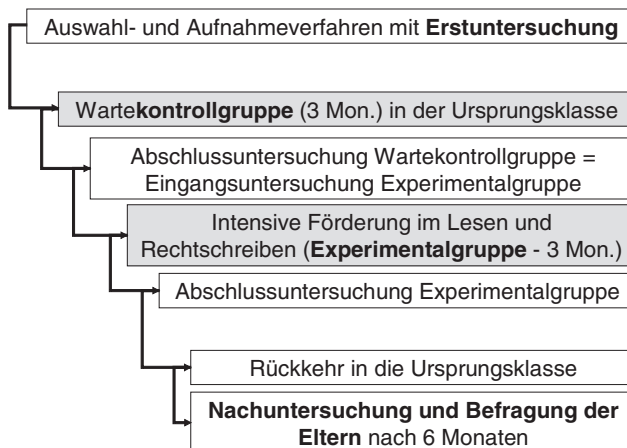 Auswahl- und Aufnahmeverfahren mit Erstuntersuchung
Wartekontrollgruppe (3 Mon.) in der Ursprungsklasse
Abschlussuntersuchung Wartekontrollgruppe =
Eingangsuntersuchung Experimentalgruppe
Intensive Förderung im Lesen und
Rechtschreiben (Experimentalgruppe - 3 Mon.)
Abschlussuntersuchung Experimentalgruppe
Rückkehr in die Ursprungsklasse
Nachuntersuchung und Befragung der
Eltern nach 6 Monaten